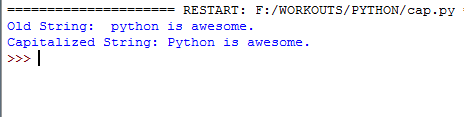 ===================== RESTART: F:/WORKOUTS/PYTHON/cap.py =
Old String:  python is awesome.
Capitalized String: Python is awesome.
>>>